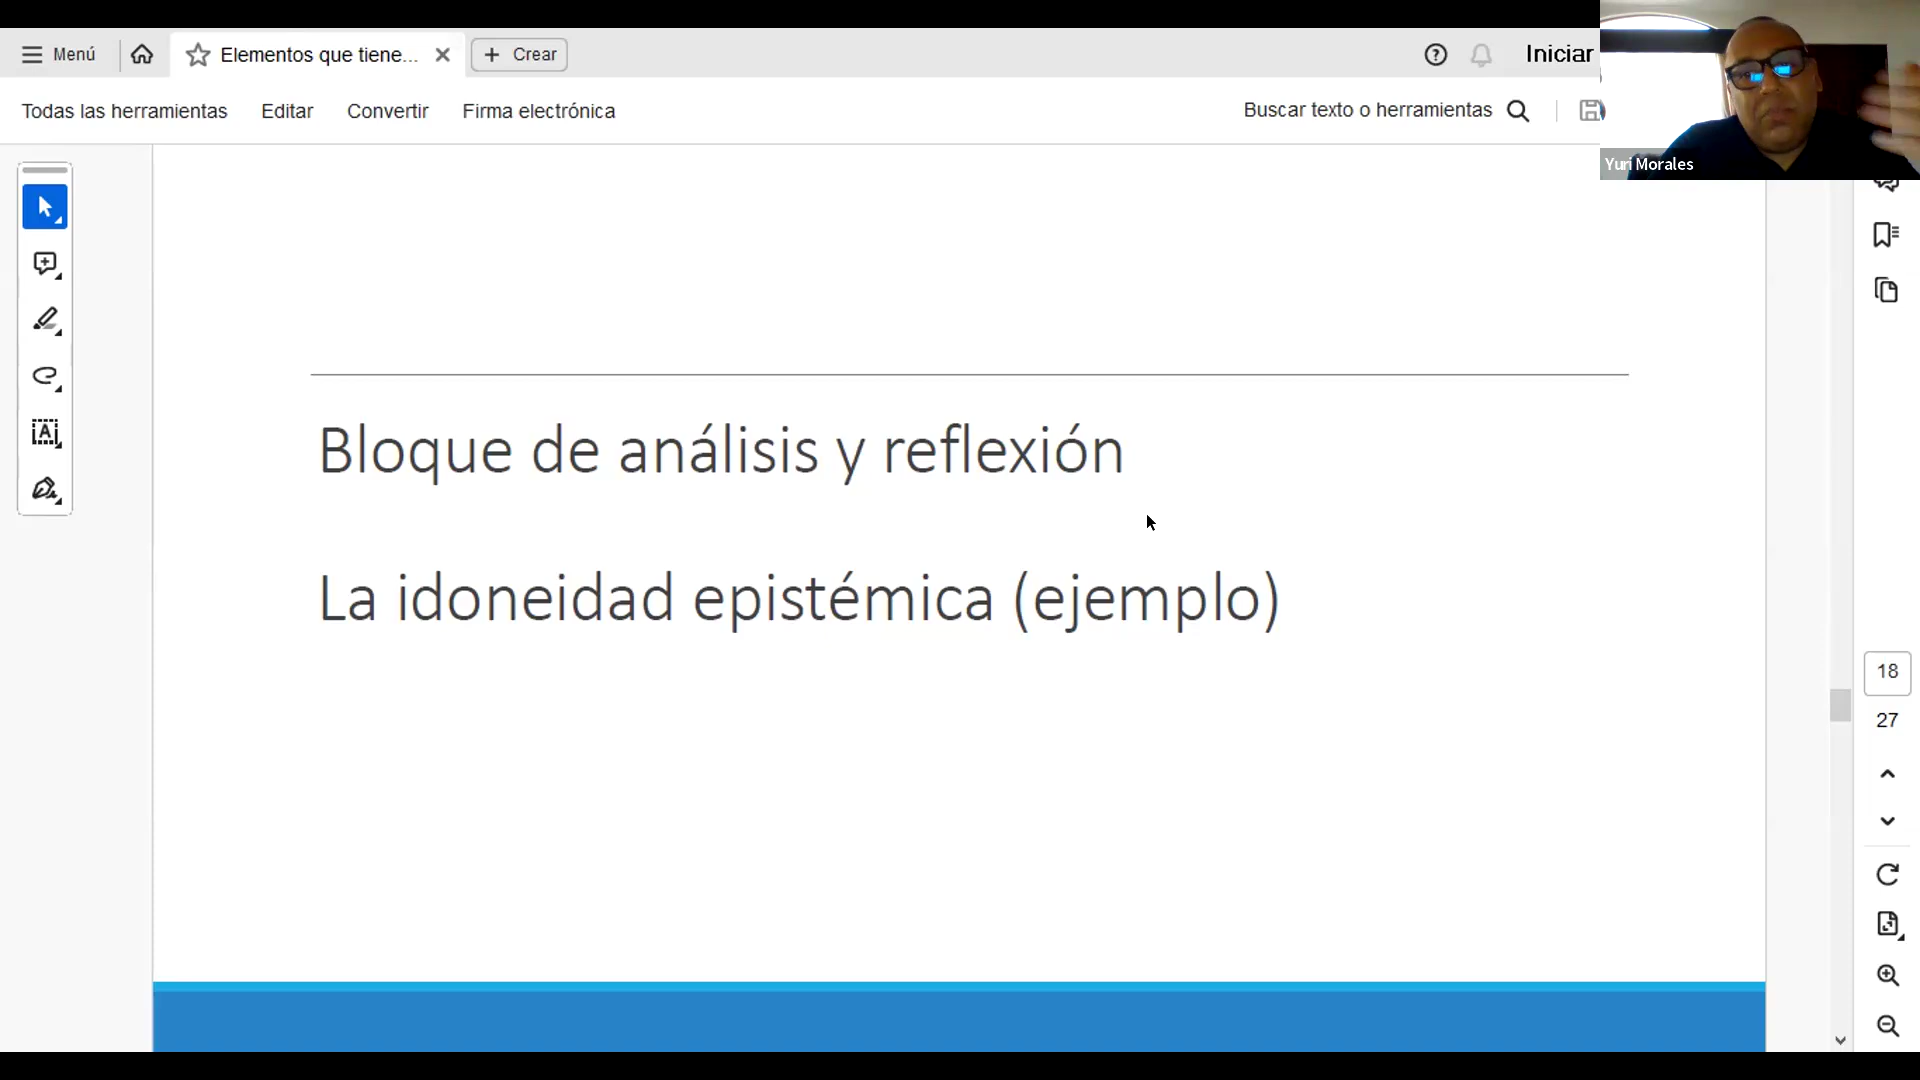 Menú
Elementos que tiene...
Crear
Iniciar
Todas las herramientas
Editar
Convertir
Firma electrónica
Buscar texto o herramientas
Yuri Morales
Bloque de análisis y reflexión
La idoneidad epistémica (ejemplo)
18
27